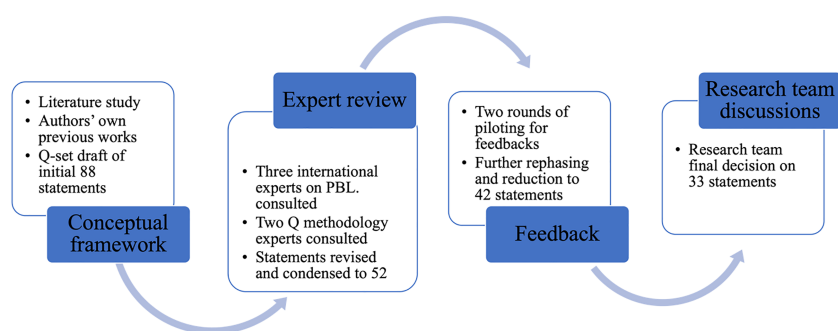 • Literature study
• Authors' own
previous works
• Q-set draft of
initial 88
statements
Conceptual
framework
Expert review
• Three international
experts on PBL.
consulted
• Two Q methodology
experts consulted
• Statements revised
and condensed to 52
• Two rounds of
piloting for
feedbacks
• Further rephasing
and reduction to
42 statements
Feedback
Research team
discussions
• Research team
final decision on
33 statements